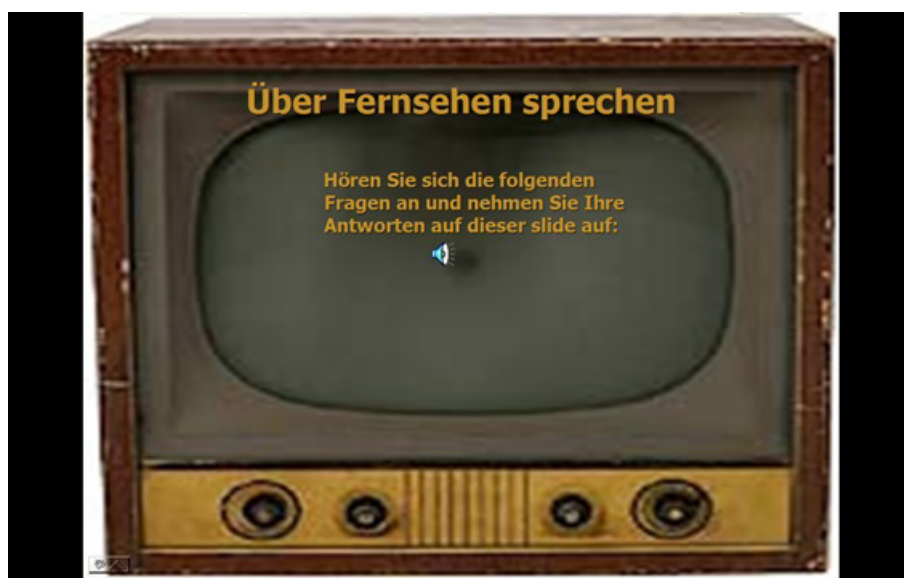 Über Fernsehen sprechen
Hören Sie sich die folgenden
Fragen an und nehmen Sie Ihre
Antworten auf dieser slide auf: